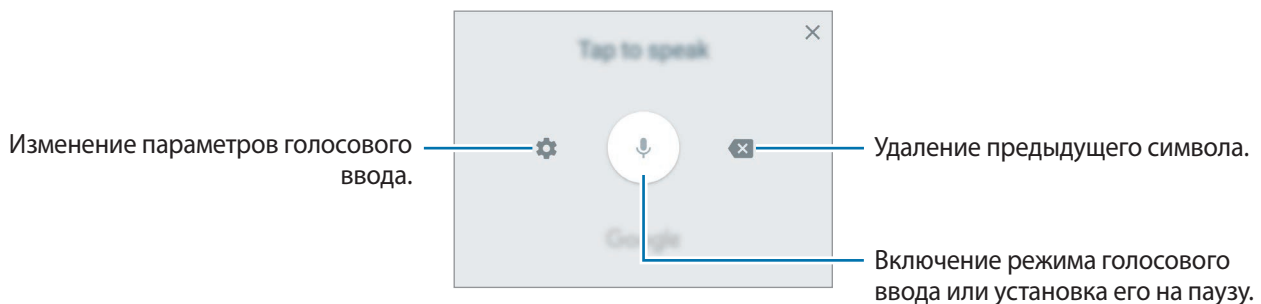 Tap to speak
Изменение параметров голосового
ввода.
Удаление предыдущего символа.
Google
Включение режима голосового
ввода или установка его на паузу.